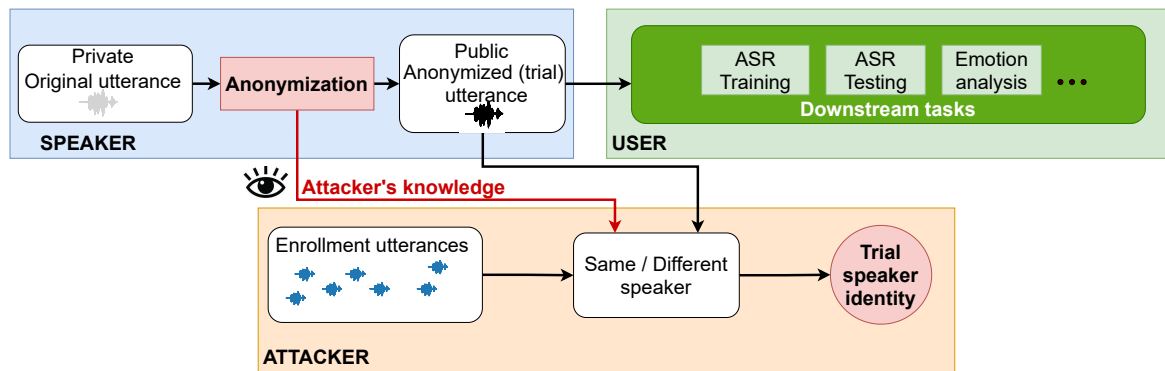 Private
Original utterance
Anonymization
Public
Anonymized (trial)
utterance
SPEAKER
ASR
Training
ASR
Testing
Emotion
analysis
Downstream tasks
USER
Attacker's knowledge
Enrollment utterances
Same / Different
speaker
Trial
speaker
identity
ATTACKER